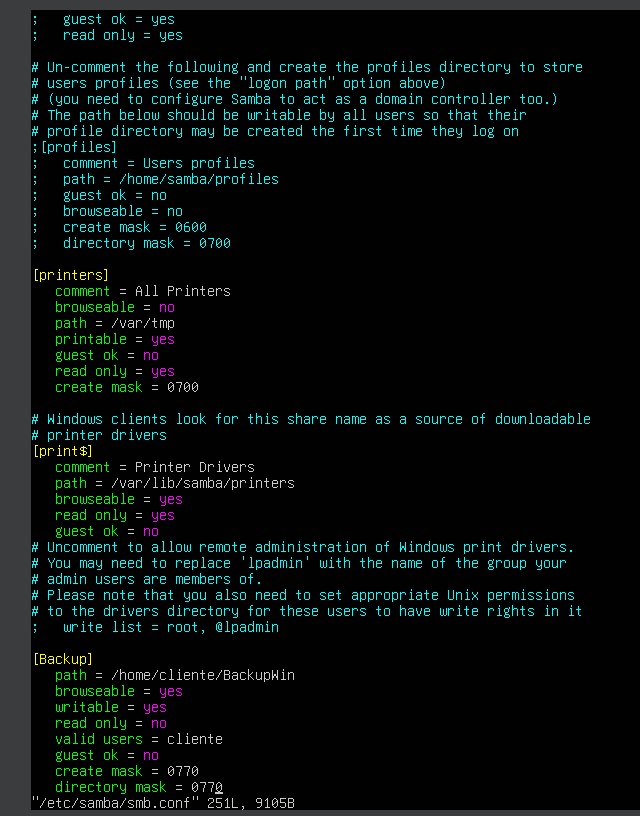 ;   guest ok = yes
;   read only = yes
# Un-comment the following and create the profiles directory to store
# users profiles (see the "logon path" option above)
# (you need to configure Samba to act as a domain controller too.)
# The path below should be writable by all users so that their
# profile directory may be created the first time they log on
;[profiles]
;   comment = Users profiles
;   path = /home/samba/profiles
;   guest ok = no
;   browseable = no
;   create mask = 0600
;   directory mask = 0700
[printers]
   comment = All Printers
   browseable = no
   path = /var/tmp
   printable = yes
   guest ok = no
   read only = yes
   create mask = 0700
# Windows clients look for this share name as a source of downloadable
# printer drivers
[print$]
   comment = Printer Drivers
   path = /var/lib/samba/printers
   browseable = yes
   read only = yes
   guest ok = no
# Uncomment to allow remote administration of Windows print drivers.
# You may need to replace 'lpadmin' with the name of the group your
# admin users are members of.
# Please note that you also need to set appropriate Unix permissions
# to the drivers directory for these users to have write rights in it
;   write list = root, @lpadmin
[Backup]
   path = /home/cliente/BackupWin
   browseable = yes
   writable = yes
   read only = no
   valid users = cliente
   guest ok = no
   create mask = 0770
   directory mask = 0770
"/etc/samba/smb.conf" 251L, 9105B